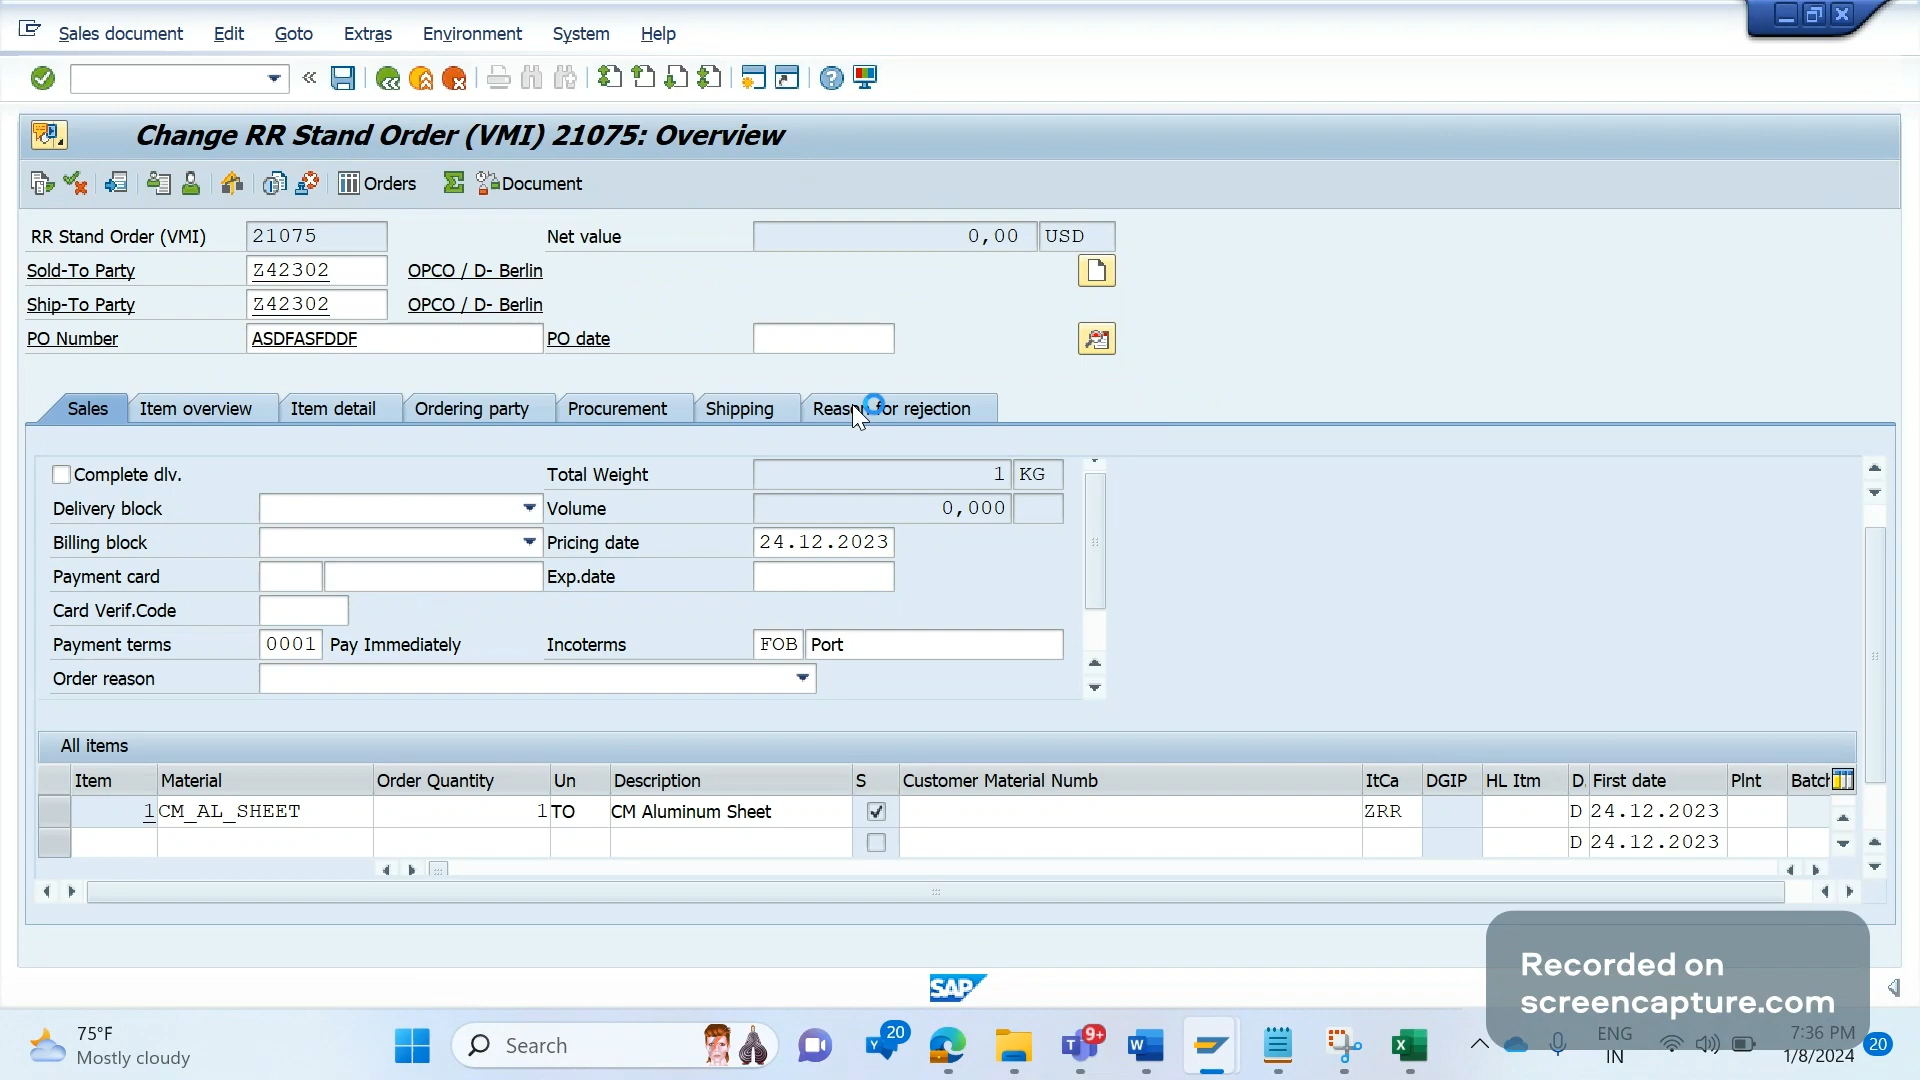 Sales document Edit Goto Extras Environment System Help
Change RR Stand Order (VMI) 21075: Overview
Orders Document
RR Stand Order (VMI) 21075 Net value 0,00 USD
Sold-To Party Z42302 OPCO / D- Berlin
Ship-To Party Z42302 OPCO / D- Berlin
PO Number ASDFASFDDF PO date
Sales Item overview Item detail Ordering party Procurement Shipping Reason for rejection
Complete dlv. Total Weight 1 KG
Delivery block Volume 0,000
Billing block Pricing date 24.12.2023
Payment card Exp.date
Card Verif.Code
Payment terms 0001 Pay Immediately Incoterms FOB Port
Order reason
All items
Item Material Order Quantity Un Description S Customer Material Numb ItCa DGIP HL Itm D. First date Plnt Batch
1 CM_AL_SHEET 1 TO CM Aluminum Sheet ZRR D 24.12.2023
D 24.12.2023
SAP
Recorded on
screencapture.com
75°F
Mostly cloudy
Search
20
9+
ENG
IN
7:36 PM
1/8/2024
20